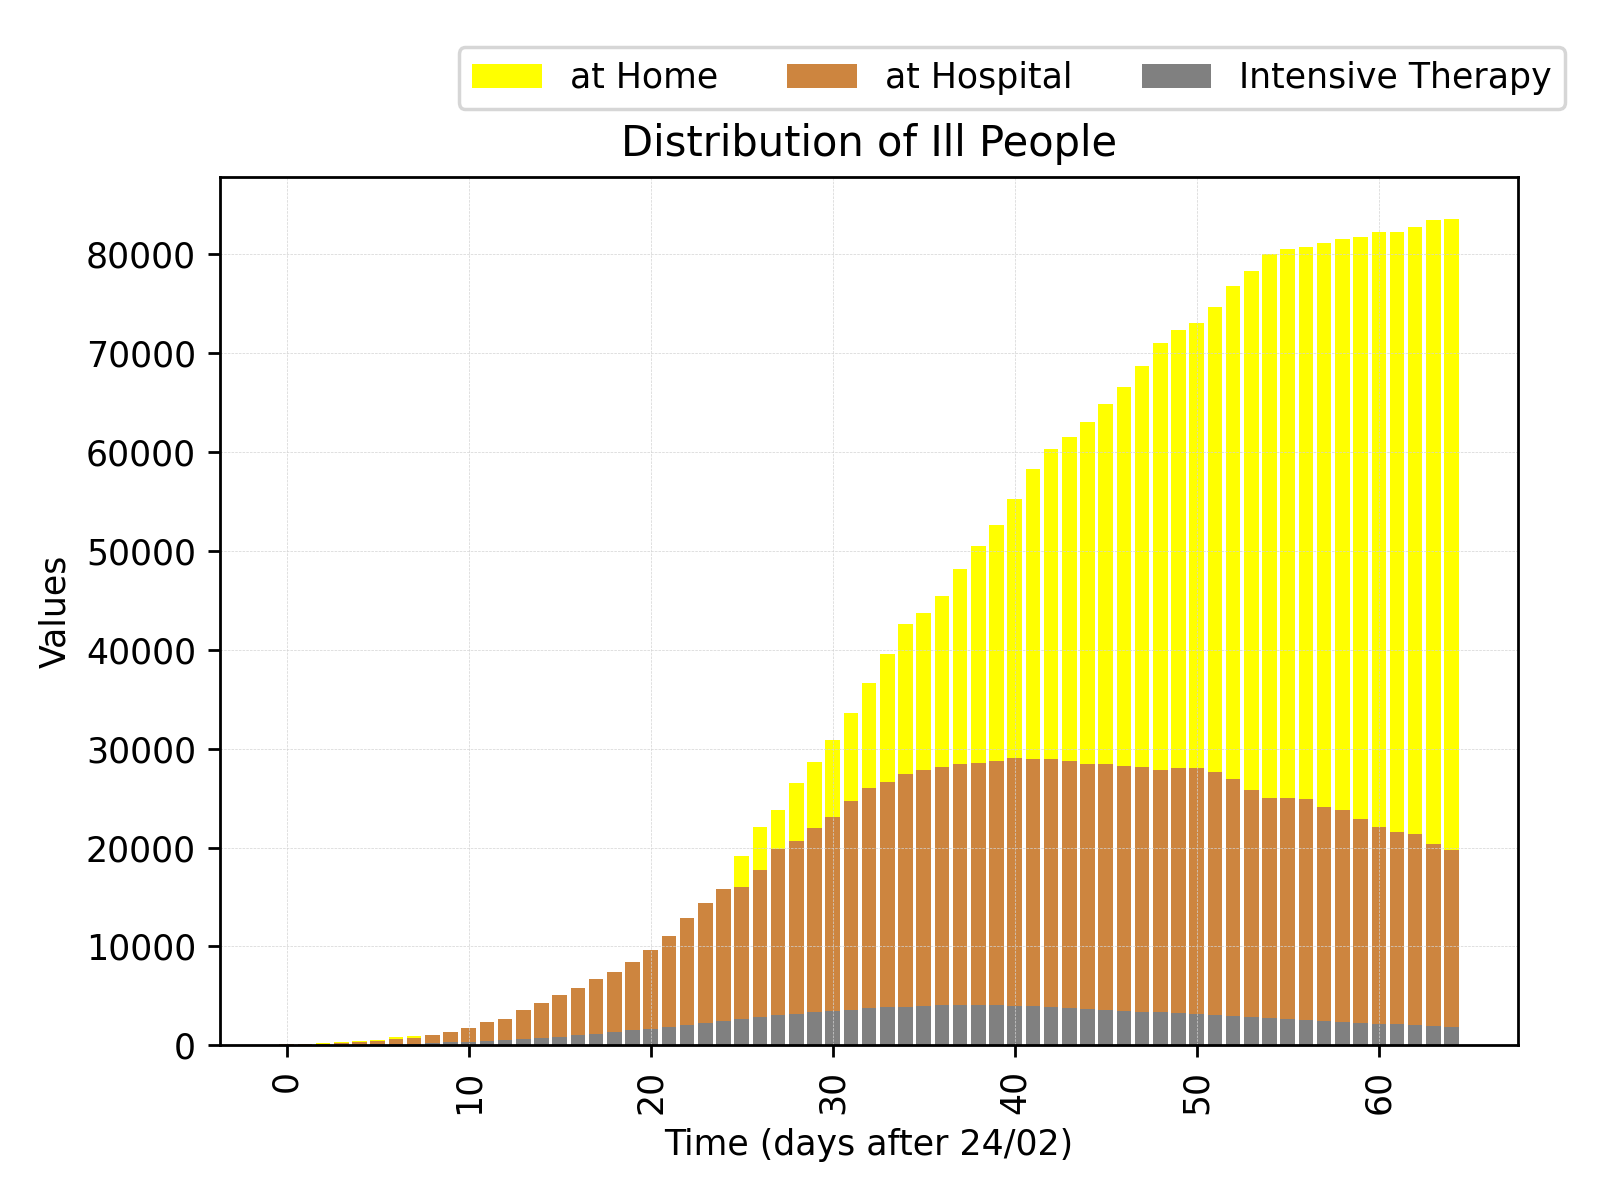 at Home at Hospital Intensive Therapy
Distribution of Ill People
80000
70000
60000
50000
40000
30000
20000
10000
0
Values
0 10 20 30 40 50 60
Time (days after 24/02)